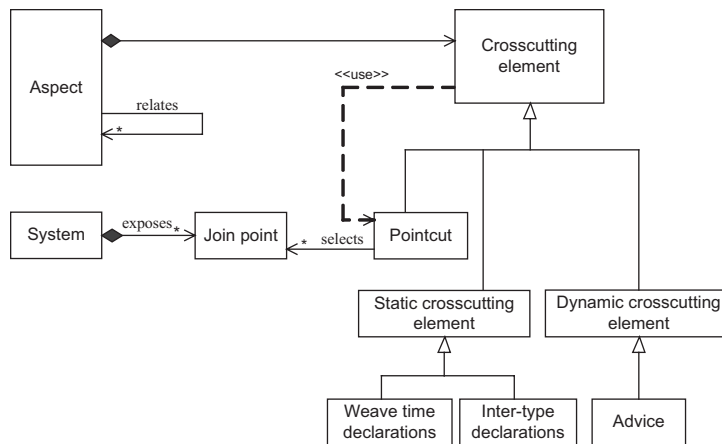 Crosscutting
element
<<use>>
Aspect
relates
*
System
exposes
*
Join point
*
selects
Pointcut
Static crosscutting
element
Dynamic crosscutting
element
Weave time
declarations
Inter-type
declarations
Advice